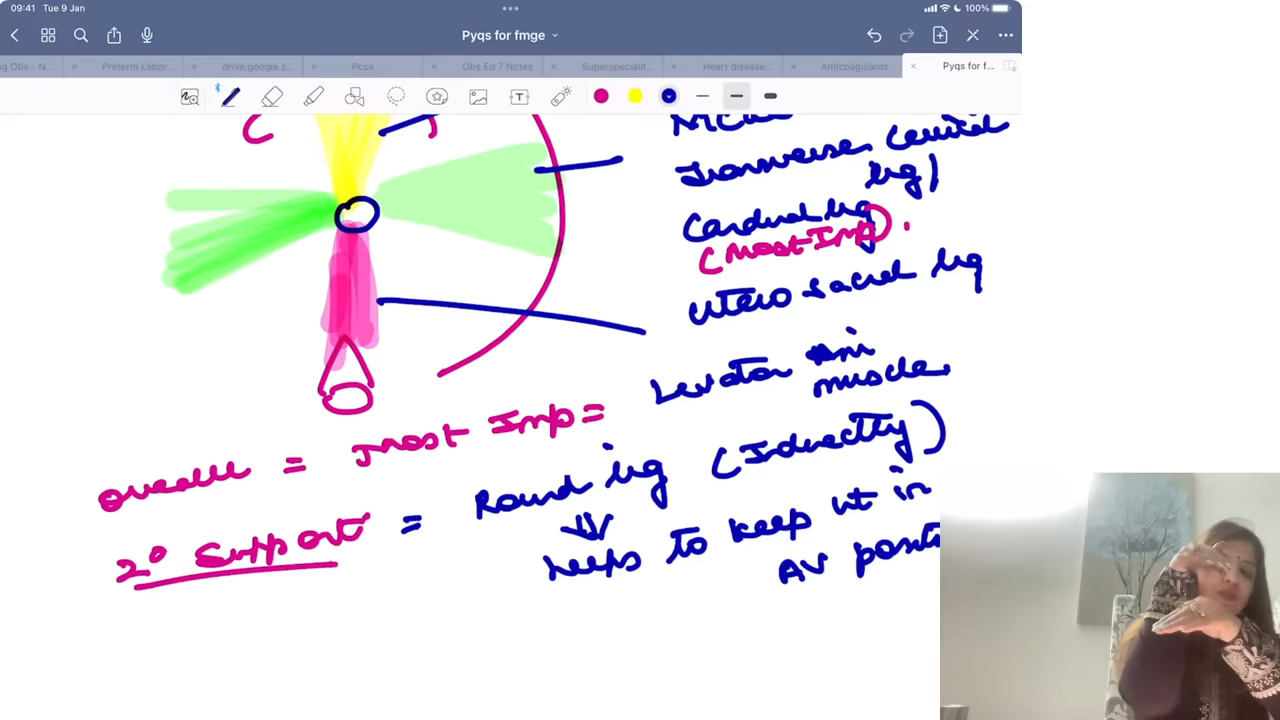 09:41 Tue 9 Jan
100%
Pyqs for fmge
g Obs - N...
Preterm Labor...
drive.google.c...
Pcos
Obs Ed 7 Notes
Superspecialit...
Heart disease...
Anticoagulants
Pyqs for f...
Transverse Cervical
lig)
Cardinal lig
(Most Imp).
Utero sacral lig
Levator ani
muscle
Overall = Most Imp =
2° Support = Round lig (Indirectly)
helps to keep ut in
AV posit